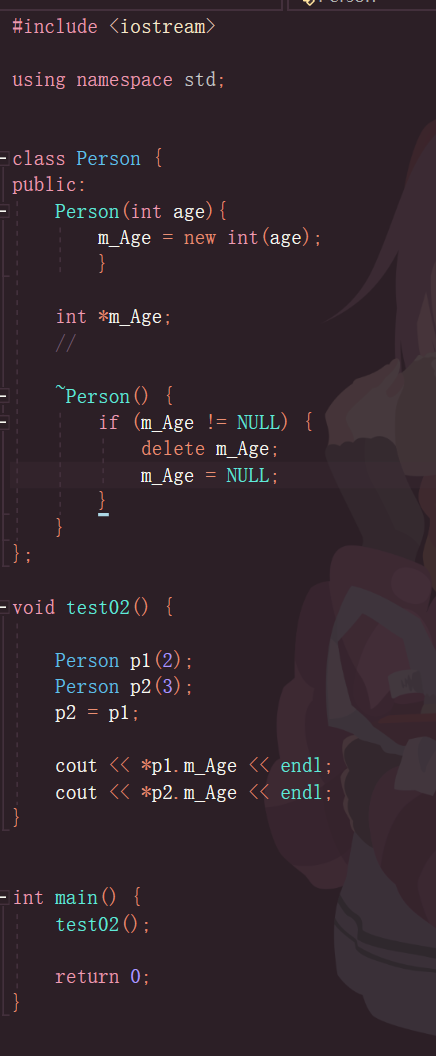 #include <iostream>
using namespace std;
class Person {
public:
Person(int age){
m_Age = new int(age);
}
int *m_Age;
//
~Person() {
if (m_Age != NULL) {
delete m_Age;
m_Age = NULL;
}
}
};
void test02() {
Person p1(2);
Person p2(3);
p2 = p1;
cout << *p1.m_Age << endl;
cout << *p2.m_Age << endl;
}
int main() {
test02();
return 0;
}